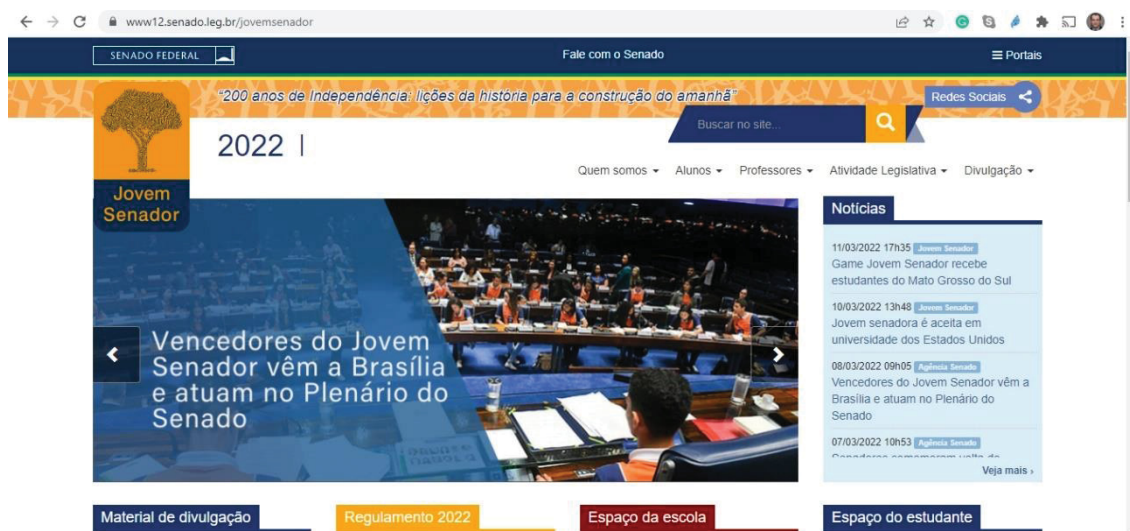 www12.senado.leg.br/jovemsenador
SENADO FEDERAL
Fale com o Senado
Portais
"200 anos de Independência: lições da história para a construção do amanhã"
Redes Sociais
Buscar no site...
2022 |
Quem somos Alunos Professores Atividade Legislativa Divulgação
Jovem
Senador
Vencedores do Jovem
Senador vêm a Brasília
e atuam no Plenário do
Senado
Notícias
11/03/2022 17h35 Jovem Senador
Game Jovem Senador recebe
estudantes do Mato Grosso do Sul
10/03/2022 13h48 Jovem Senador
Jovem senadora é aceita em
universidade dos Estados Unidos
08/03/2022 09h05 Agência Senado
Vencedores do Jovem Senador vêm a
Brasília e atuam no Plenário do
Senado
07/03/2022 10h53 Agência Senado
Veja mais ›
Material de divulgação
Regulamento 2022
Espaço da escola
Espaço do estudante